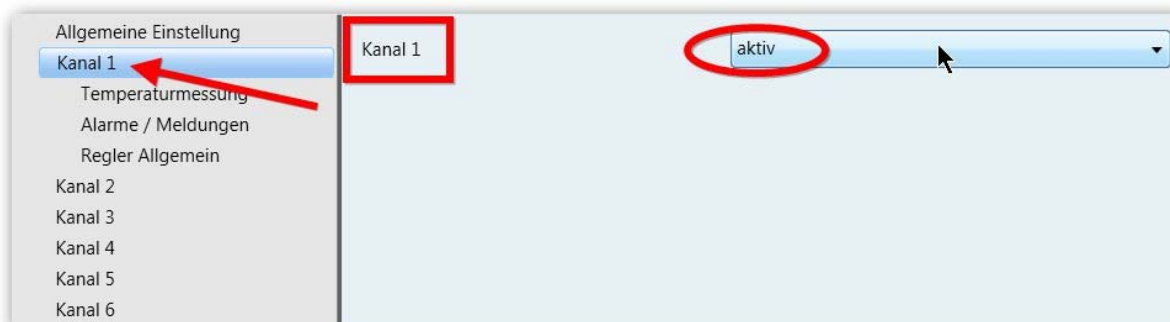 Allgemeine Einstellung
Kanal 1
Temperaturmessung
Alarme / Meldungen
Regler Allgemein
Kanal 2
Kanal 3
Kanal 4
Kanal 5
Kanal 6
Kanal 1
aktiv